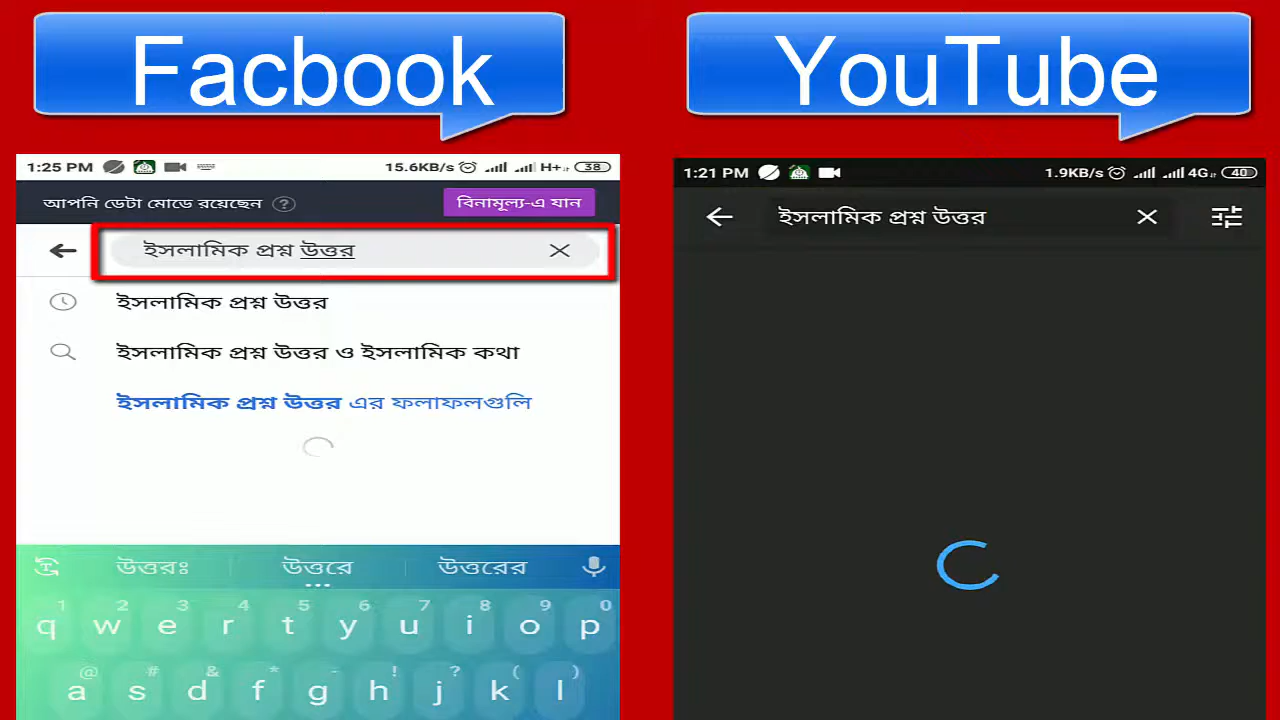 Facbook
YouTube
1:25 PM 15.6KB/s H+ 38
আপনি ডেটা মোডে রয়েছেন ? বিনামূল্য-এ যান
ইসলামিক প্রশ্ন উত্তর
ইসলামিক প্রশ্ন উত্তর
ইসলামিক প্রশ্ন উত্তর ও ইসলামিক কথা
ইসলামিক প্রশ্ন উত্তর এর ফলাফলগুলি
উত্তরঃ উত্তরে উত্তরের
1 2 3 4 5 6 7 8 9 0
q w e r t y u i o p
@ # & * - ! ? ( )
a s d f g h j k l
1:21 PM 1.9KB/s 4G 40
ইসলামিক প্রশ্ন উত্তর